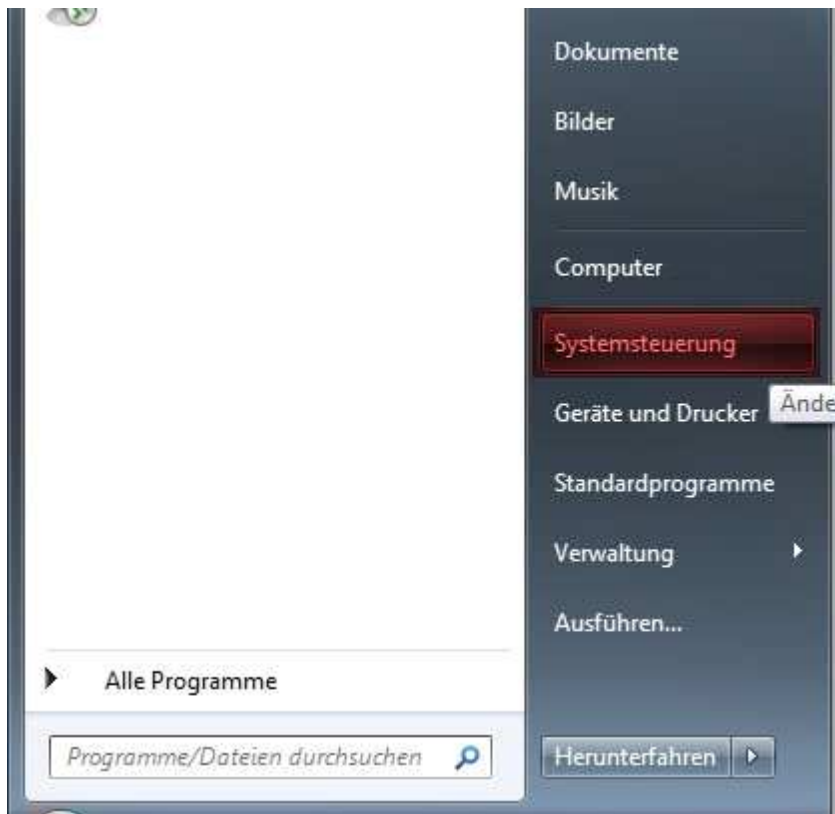 Dokumente
Bilder
Musik
Computer
Systemsteuerung
Geräte und Drucker
Ände
Standardprogramme
Verwaltung
Ausführen...
Alle Programme
Programme/Dateien durchsuchen
Herunterfahren